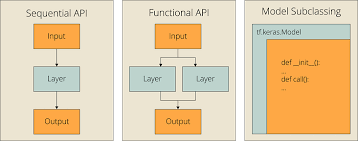 Sequential API
Input
Layer
Output
Functional API
Input
Layer Layer
Output
Model Subclassing
tf.keras.Model
def __init__():
...
def call():
...